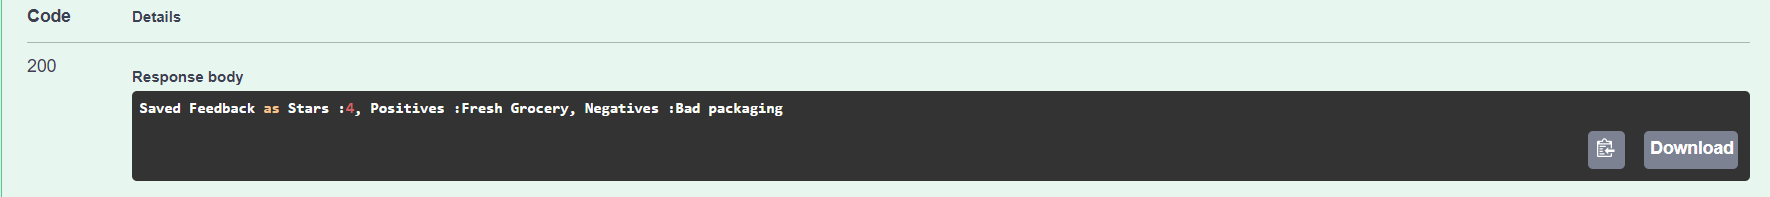 Code Details
200
Response body
Saved Feedback as Stars :4, Positives :Fresh Grocery, Negatives :Bad packaging
Download